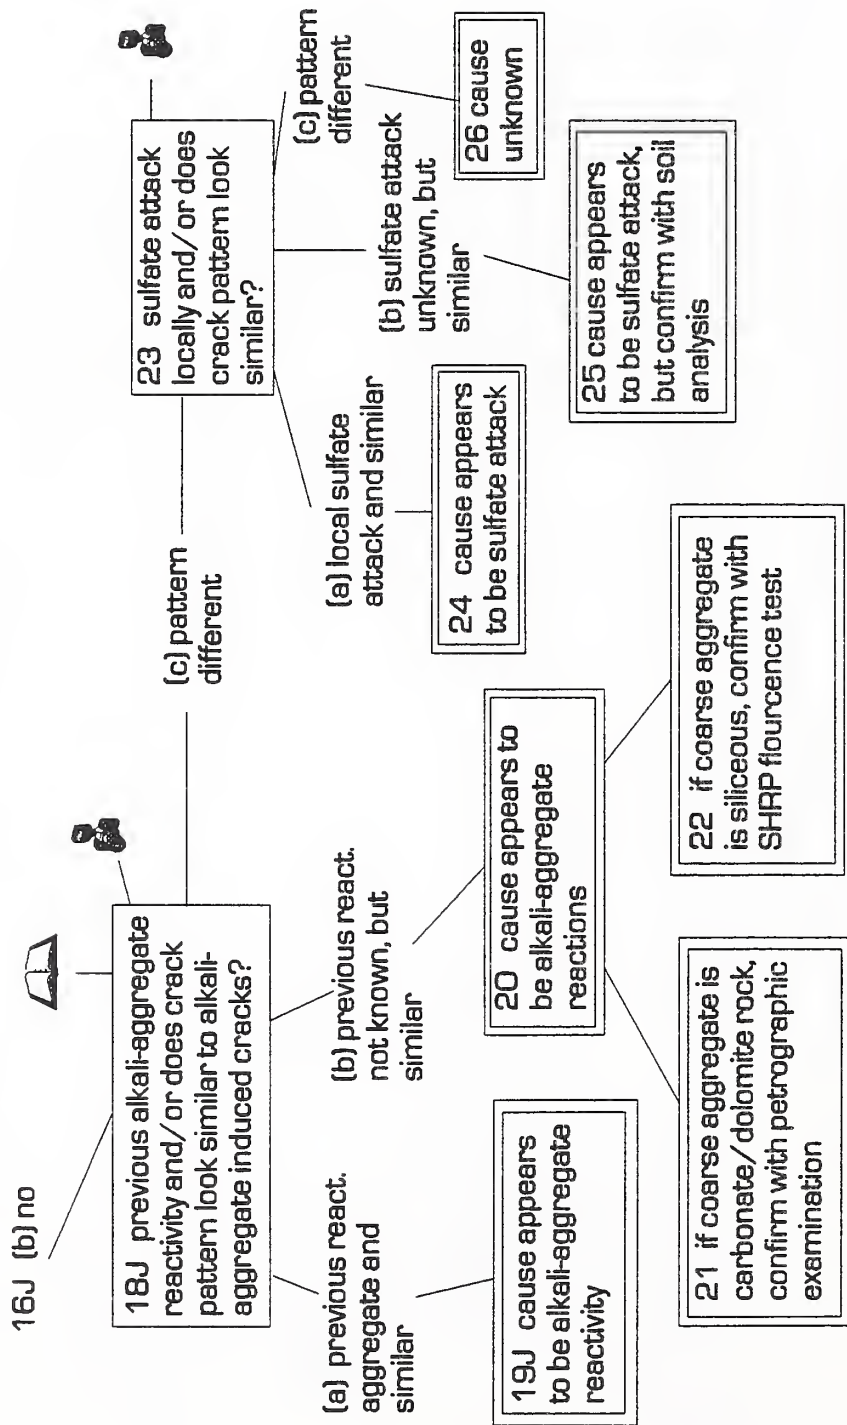 16J (b) no
18J previous alkali-aggregate
reactivity and/or does crack
pattern look similar to alkali-
aggregate induced cracks?
(a) previous react.
aggregate and
similar
19J cause appears
to be alkali-aggregate
reactivity
(b) previous react.
not known, but
similar
20 cause appears to
be alkali-aggregate
reactions
21 if coarse aggregate is
carbonate/dolomite rock,
confirm with petrographic
examination
22 if coarse aggregate
is siliceous, confirm with
SHRP flourcence test
(c) pattern
different
23 sulfate attack
locally and/or does
crack pattern look
similar?
(a) local sulfate
attack and similar
24 cause appears
to be sulfate attack
(b) sulfate attack
unknown, but
similar
25 cause appears
to be sulfate attack,
but confirm with soil
analysis
(c) pattern
different
26 cause
unknown